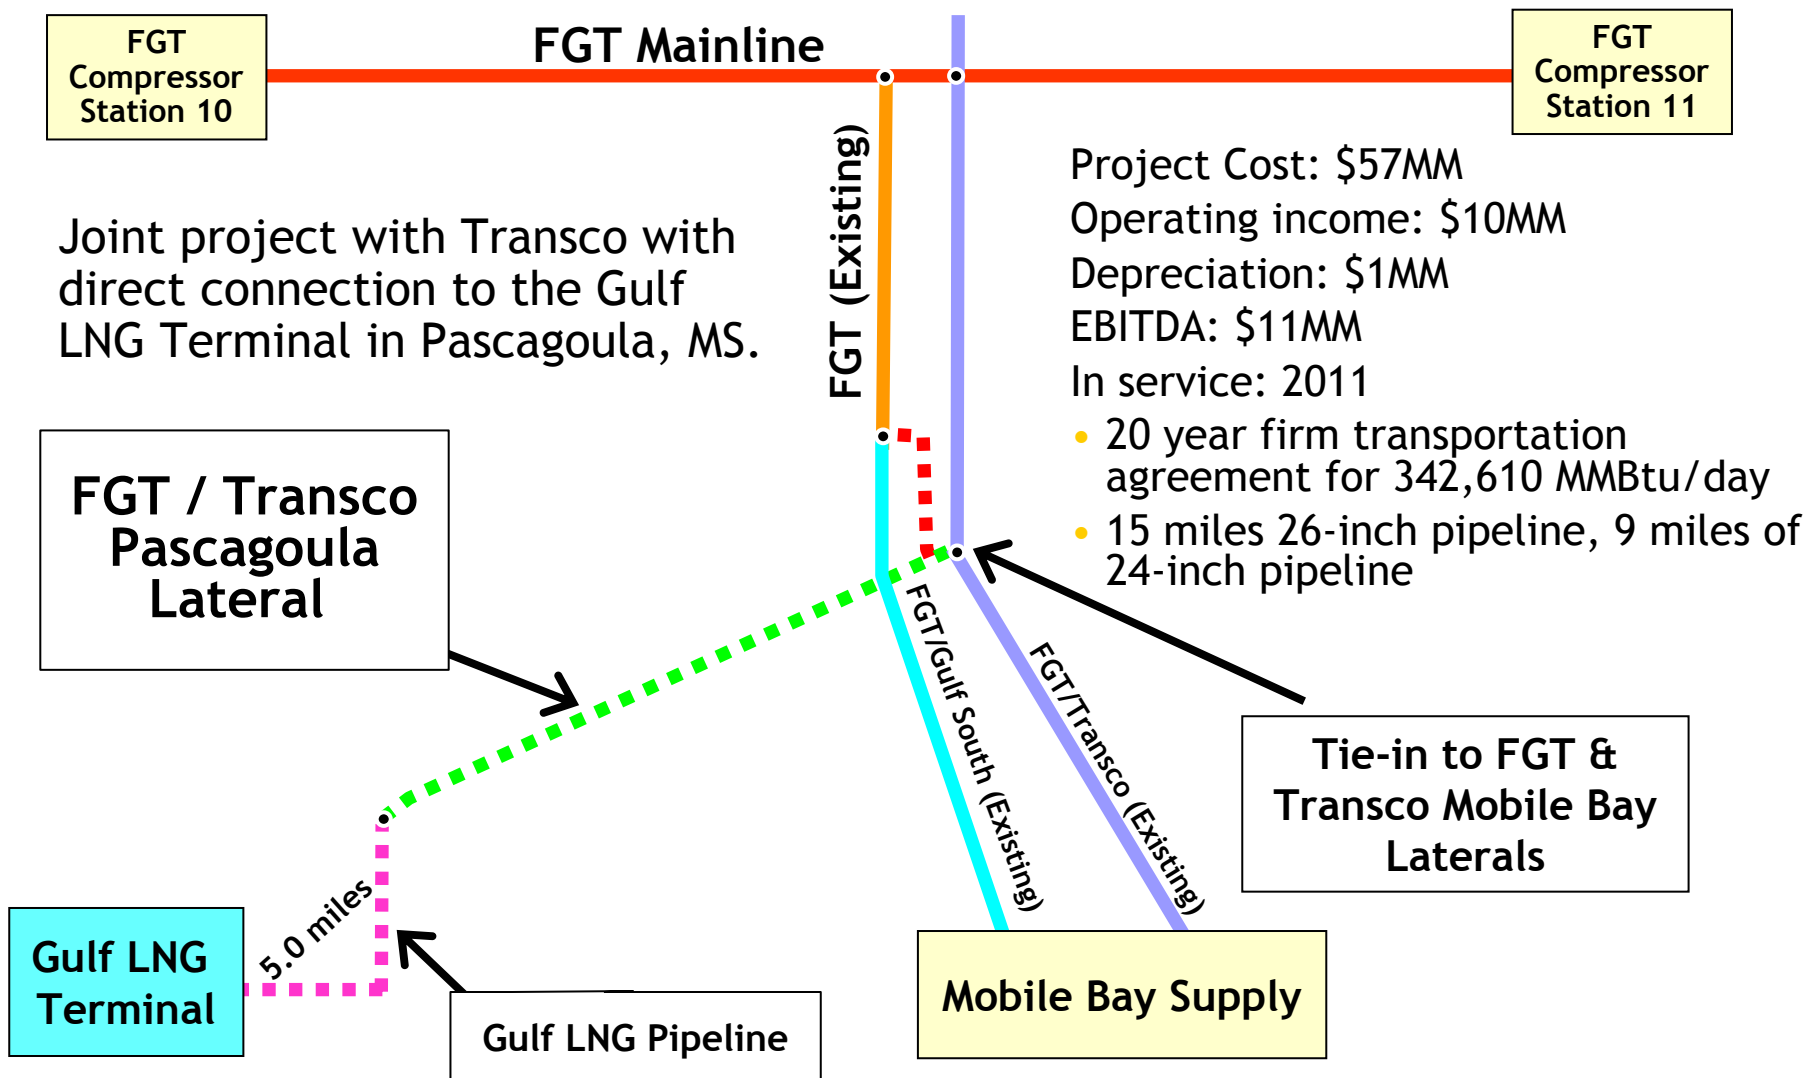 FGT
Compressor
Station 10
FGT Mainline
FGT
Compressor
Station 11
Joint project with Transco with
direct connection to the Gulf
LNG Terminal in Pascagoula, MS.
FGT (Existing)
Project Cost: $57MM
Operating income: $10MM
Depreciation: $1MM
EBITDA: $11MM
In service: 2011
• 20 year firm transportation
agreement for 342,610 MMBtu/day
• 15 miles 26-inch pipeline, 9 miles of
24-inch pipeline
FGT / Transco
Pascagoula
Lateral
FGT/Gulf South (Existing)
FGT/Transco (Existing)
Tie-in to FGT &
Transco Mobile Bay
Laterals
5.0 miles
Gulf LNG
Terminal
Gulf LNG Pipeline
Mobile Bay Supply